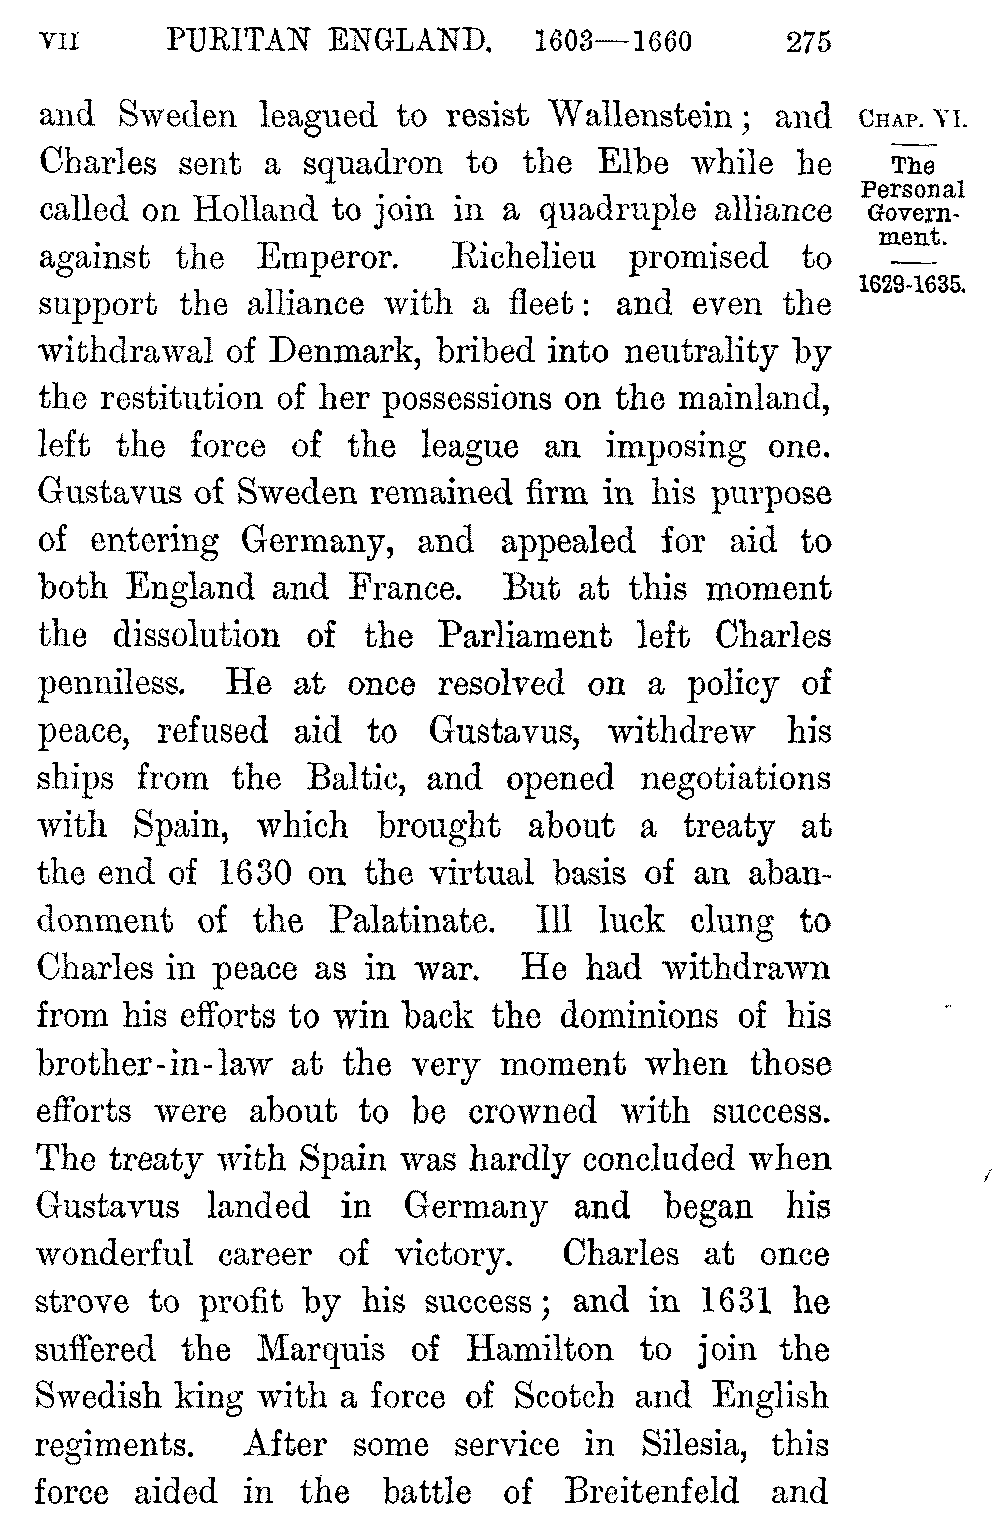 VII PURITAN ENGLAND. 1603—1660 275
and Sweden leagued to resist Wallenstein; and
Charles sent a squadron to the Elbe while he
called on Holland to join in a quadruple alliance
against the Emperor. Richelieu promised to
support the alliance with a fleet: and even the
withdrawal of Denmark, bribed into neutrality by
the restitution of her possessions on the mainland,
left the force of the league an imposing one.
Gustavus of Sweden remained firm in his purpose
of entering Germany, and appealed for aid to
both England and France. But at this moment
the dissolution of the Parliament left Charles
penniless. He at once resolved on a policy of
peace, refused aid to Gustavus, withdrew his
ships from the Baltic, and opened negotiations
with Spain, which brought about a treaty at
the end of 1630 on the virtual basis of an aban-
donment of the Palatinate. Ill luck clung to
Charles in peace as in war. He had withdrawn
from his efforts to win back the dominions of his
brother-in-law at the very moment when those
efforts were about to be crowned with success.
The treaty with Spain was hardly concluded when
Gustavus landed in Germany and began his
wonderful career of victory. Charles at once
strove to profit by his success; and in 1631 he
suffered the Marquis of Hamilton to join the
Swedish king with a force of Scotch and English
regiments. After some service in Silesia, this
force aided in the battle of Breitenfeld and
CHAP. VI.
The
Personal
Govern-
ment.
1629-1635.